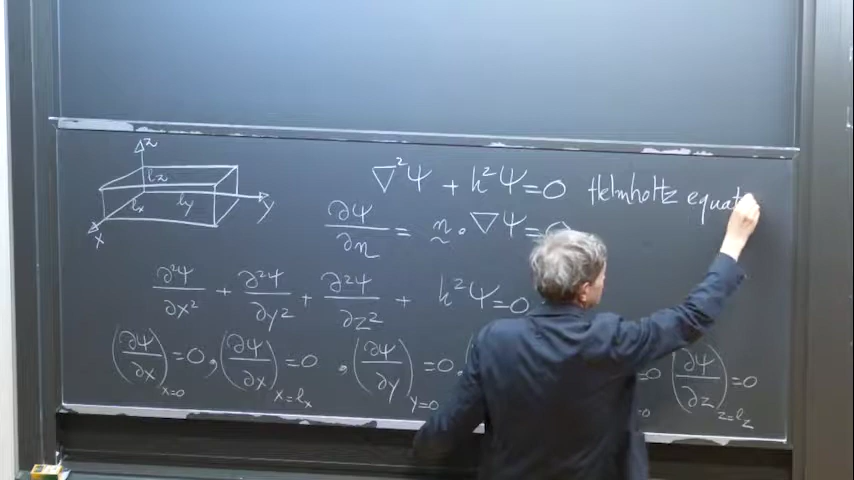 z
lz
lx
ly
y
x
∇²Ψ + k²Ψ = 0 Helmholtz equat
∂Ψ/∂n = n · ∇Ψ = 0
∂²Ψ/∂x² + ∂²Ψ/∂y² + ∂²Ψ/∂z² + k²Ψ = 0
(∂Ψ/∂x)x=0 = 0, (∂Ψ/∂x)x=lx = 0, (∂Ψ/∂y)y=0 = 0, =0 (∂Ψ/∂z)z=lz = 0